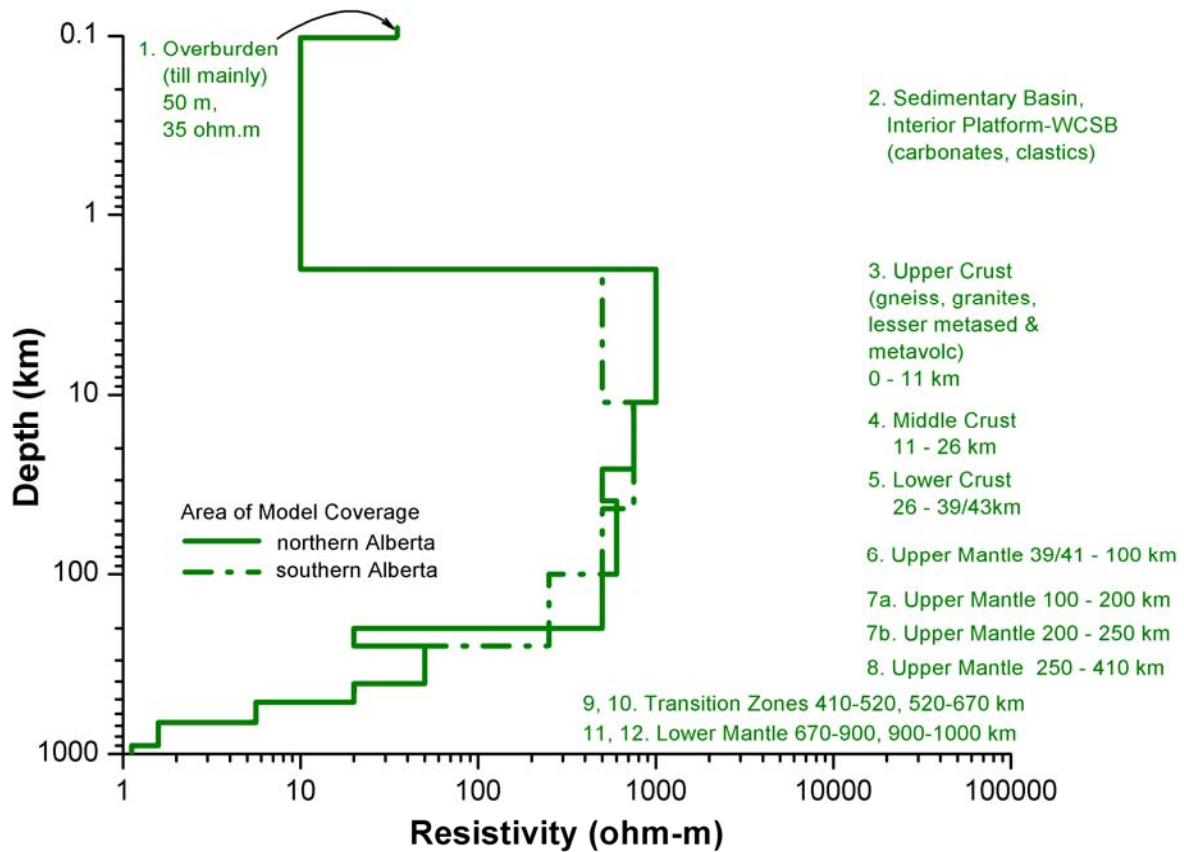 0.1
1
10
100
1000
Depth (km)
1. Overburden
(till mainly)
50 m,
35 ohm.m
2. Sedimentary Basin,
Interior Platform-WCSB
(carbonates, clastics)
3. Upper Crust
(gneiss, granites,
lesser metased &
metavolc)
0 - 11 km
4. Middle Crust
11 - 26 km
5. Lower Crust
26 - 39/43km
Area of Model Coverage
northern Alberta
southern Alberta
6. Upper Mantle 39/41 - 100 km
7a. Upper Mantle 100 - 200 km
7b. Upper Mantle 200 - 250 km
8. Upper Mantle 250 - 410 km
9, 10. Transition Zones 410-520, 520-670 km
11, 12. Lower Mantle 670-900, 900-1000 km
1 10 100 1000 10000 100000
Resistivity (ohm-m)